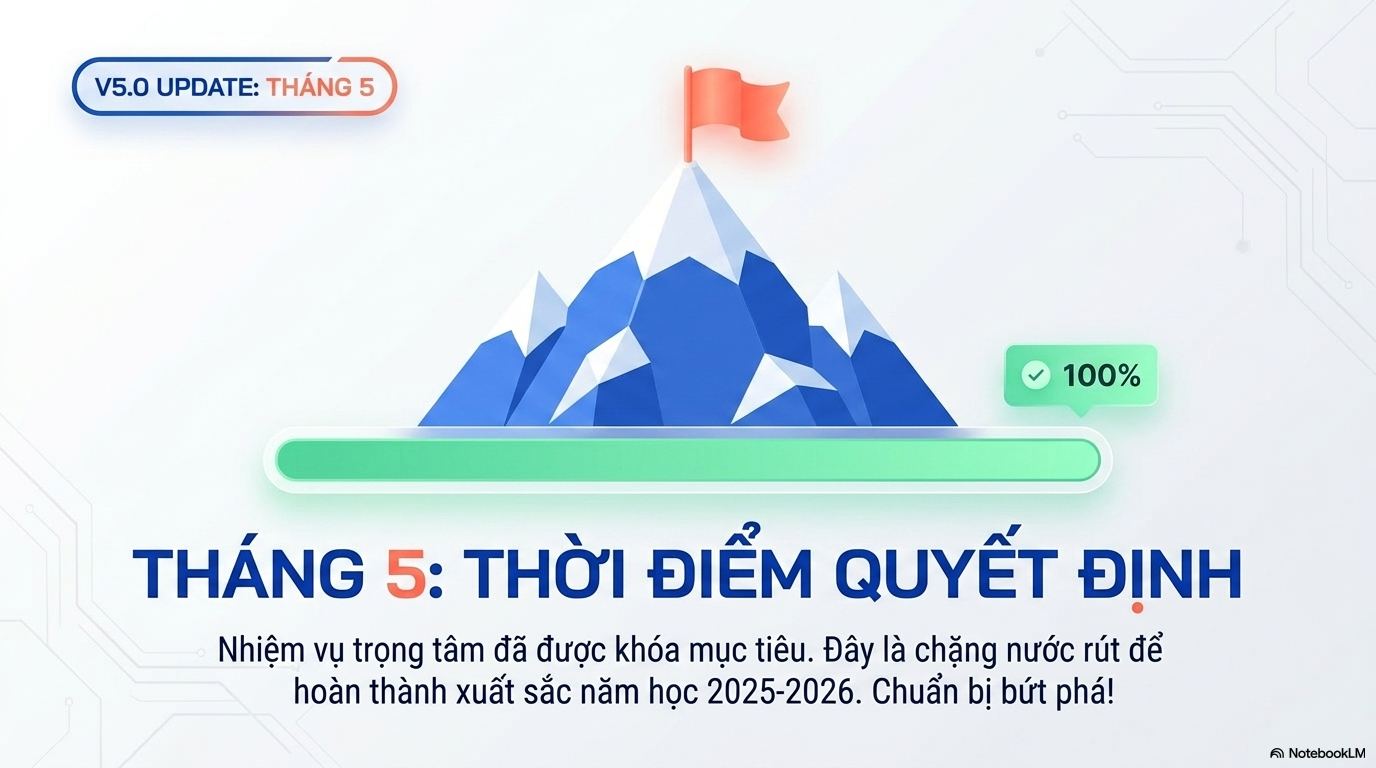 V5.0 UPDATE: THÁNG 5
100%
THÁNG 5: THỜI ĐIỂM QUYẾT ĐỊNH
Nhiệm vụ trọng tâm đã được khóa mục tiêu. Đây là chặng nước rút để
hoàn thành xuất sắc năm học 2025-2026. Chuẩn bị bứt phá!
NotebookLM